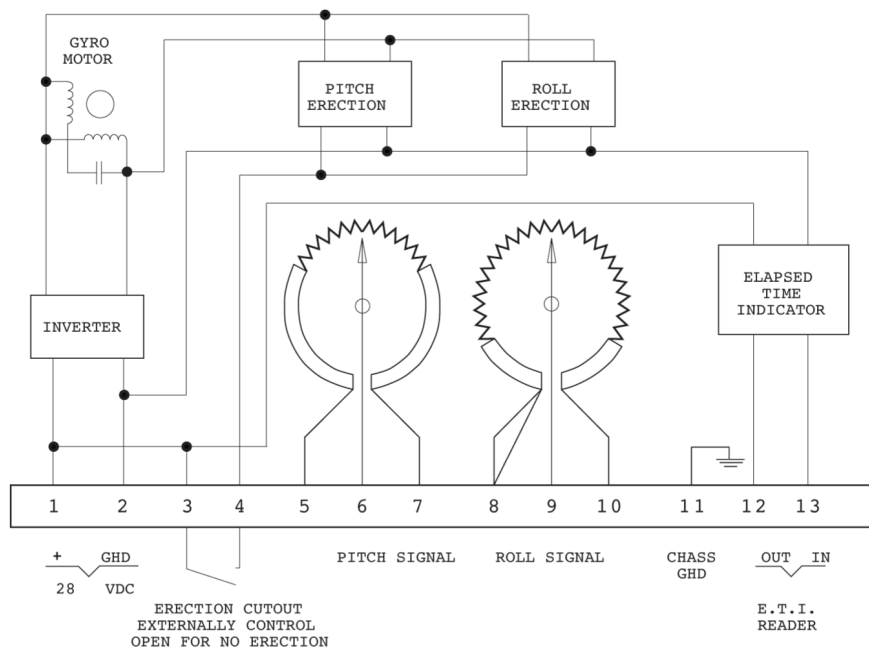 GYRO
MOTOR
PITCH
ERECTION
ROLL
ERECTION
INVERTER
ELAPSED
TIME
INDICATOR
1 2 3 4 5 6 7 8 9 10 11 12 13
+ GHD
28 VDC
ERECTION CUTOUT
EXTERNALLY CONTROL
OPEN FOR NO ERECTION
PITCH SIGNAL
ROLL SIGNAL
CHASS
GHD
OUT IN
E.T.I.
READER